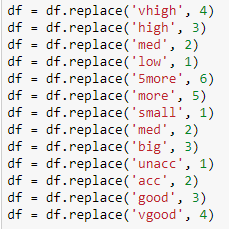 df = df.replace('vhigh', 4)
df = df.replace('high', 3)
df = df.replace('med', 2)
df = df.replace('low', 1)
df = df.replace('5more', 6)
df = df.replace('more', 5)
df = df.replace('small', 1)
df = df.replace('med', 2)
df = df.replace('big', 3)
df = df.replace('unacc', 1)
df = df.replace('acc', 2)
df = df.replace('good', 3)
df = df.replace('vgood', 4)